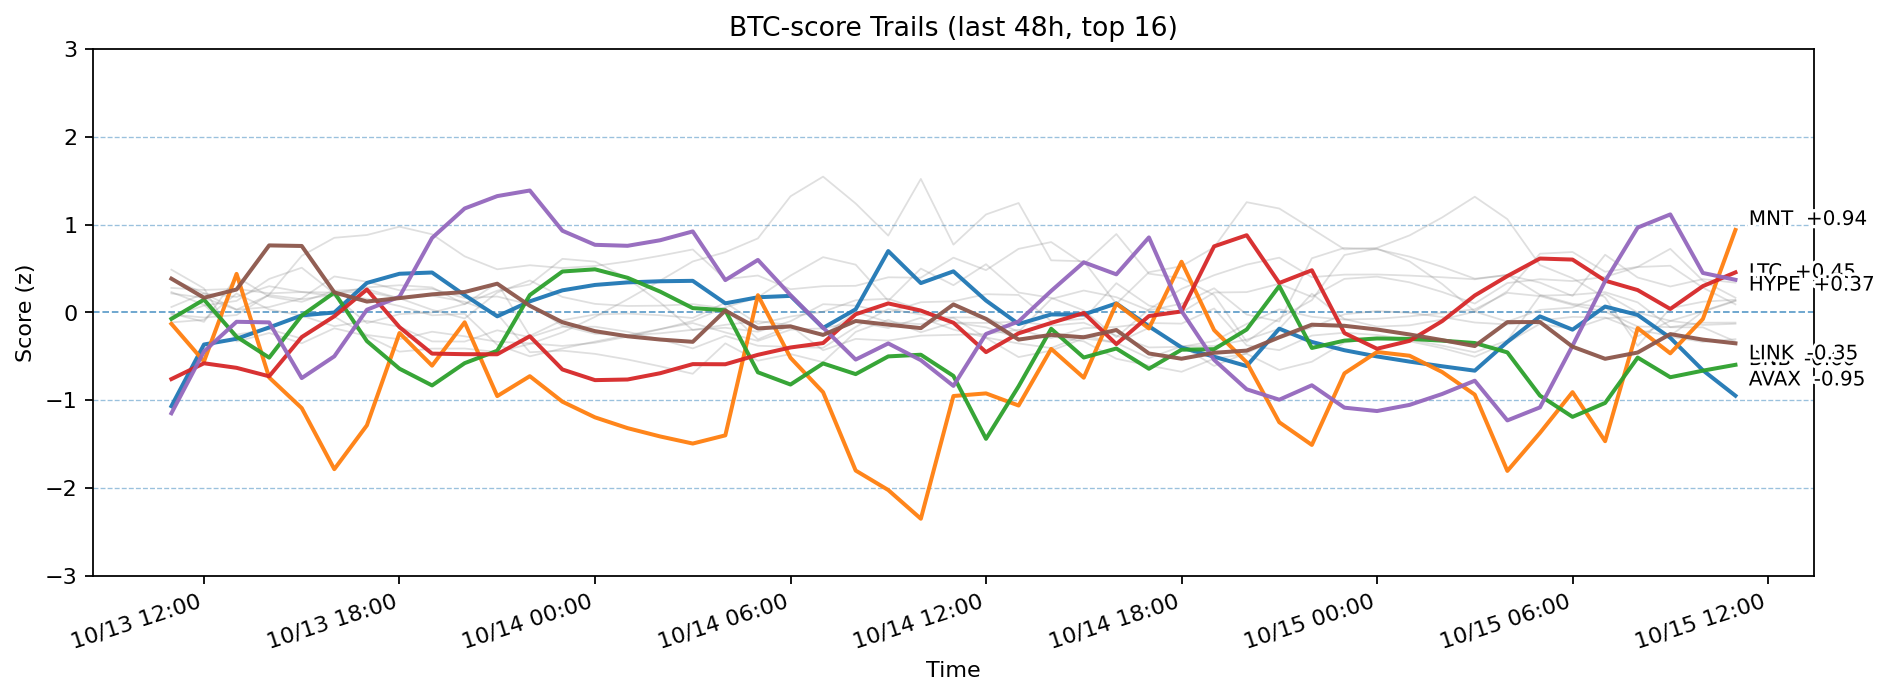 BTC-score Trails (last 48h, top 16)
Score (z)
3
2
1
0
−1
−2
−3
MNT +0.94
LTC +0.45
HYPE +0.37
LINK -0.35
AVAX -0.95
10/13 12:00
10/13 18:00
10/14 00:00
10/14 06:00
10/14 12:00
10/14 18:00
10/15 00:00
10/15 06:00
10/15 12:00
Time